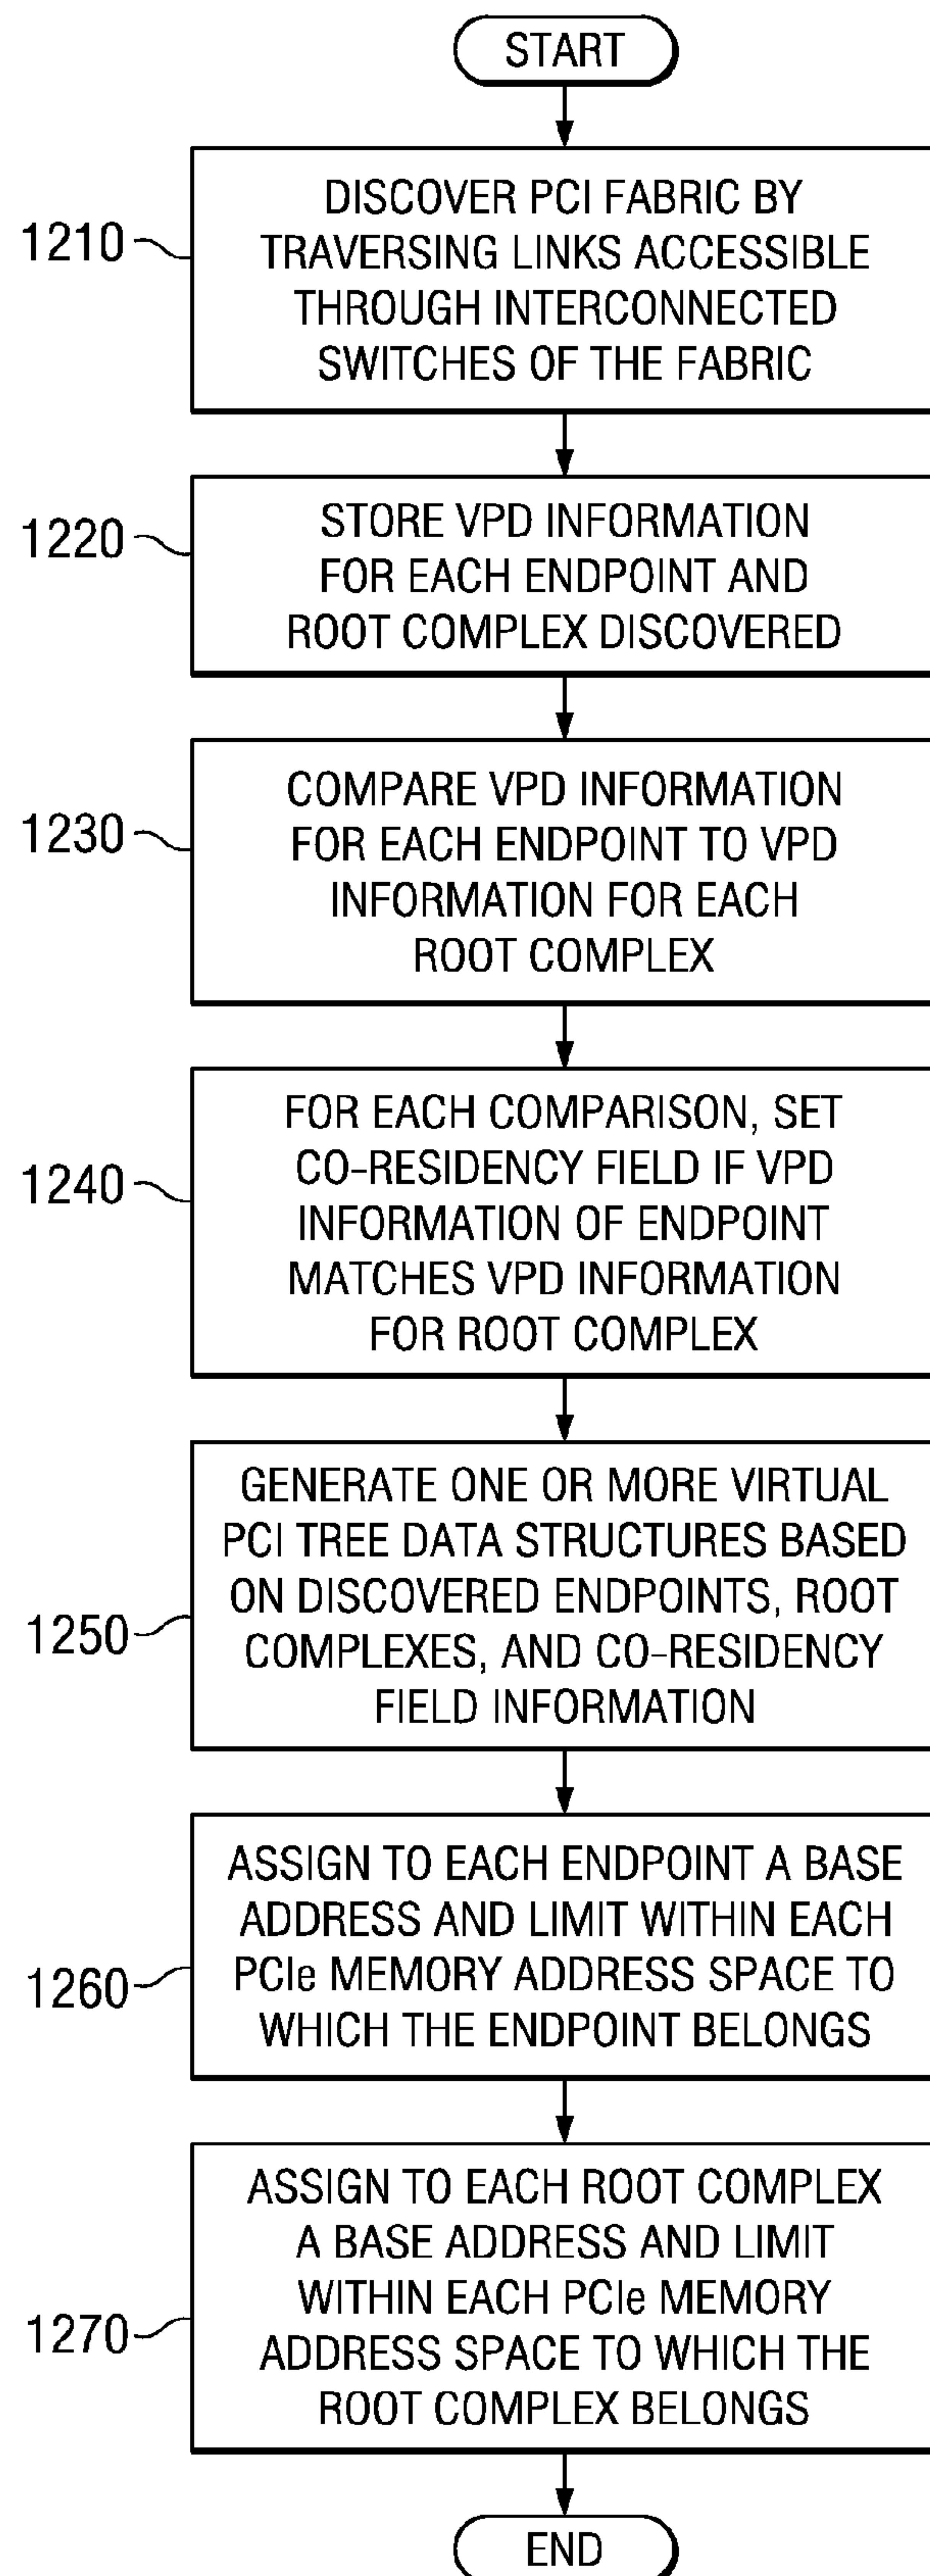 START
1210
DISCOVER PCI FABRIC BY
TRAVERSING LINKS ACCESSIBLE
THROUGH INTERCONNECTED
SWITCHES OF THE FABRIC
1220
STORE VPD INFORMATION
FOR EACH ENDPOINT AND
ROOT COMPLEX DISCOVERED
1230
COMPARE VPD INFORMATION
FOR EACH ENDPOINT TO VPD
INFORMATION FOR EACH
ROOT COMPLEX
1240
FOR EACH COMPARISON, SET
CO-RESIDENCY FIELD IF VPD
INFORMATION OF ENDPOINT
MATCHES VPD INFORMATION
FOR ROOT COMPLEX
1250
GENERATE ONE OR MORE VIRTUAL
PCI TREE DATA STRUCTURES BASED
ON DISCOVERED ENDPOINTS, ROOT
COMPLEXES, AND CO-RESIDENCY
FIELD INFORMATION
1260
ASSIGN TO EACH ENDPOINT A BASE
ADDRESS AND LIMIT WITHIN EACH
PCIe MEMORY ADDRESS SPACE TO
WHICH THE ENDPOINT BELONGS
1270
ASSIGN TO EACH ROOT COMPLEX
A BASE ADDRESS AND LIMIT
WITHIN EACH PCIe MEMORY
ADDRESS SPACE TO WHICH THE
ROOT COMPLEX BELONGS
END